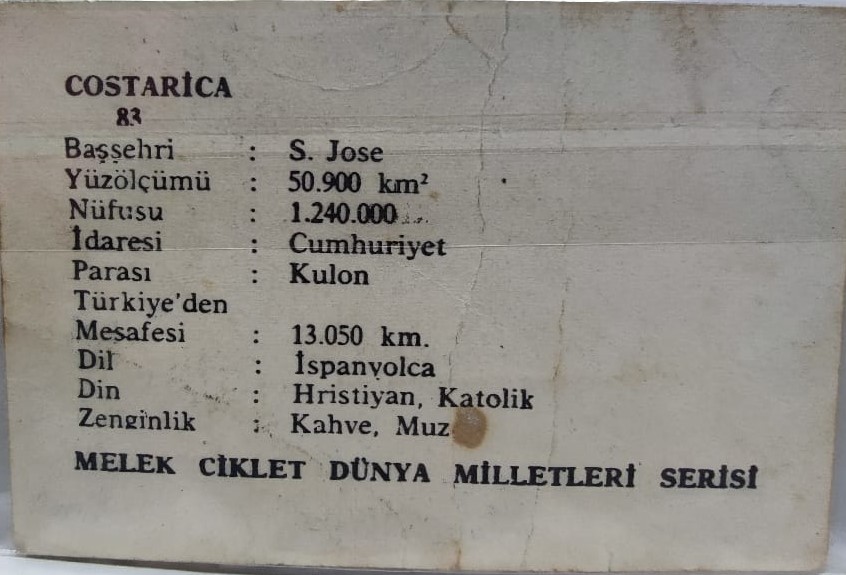 COSTARİCA
83
Başşehri : S. Jose
Yüzölçümü : 50.900 km²
Nüfusu : 1.240.000
İdaresi : Cumhuriyet
Parası : Kulon
Türkiye'den
Mesafesi : 13.050 km.
Dil : İspanyolca
Din : Hristiyan, Katolik
Zenginlik : Kahve, Muz
MELEK CİKLET DÜNYA MİLLETLERİ SERİSİ